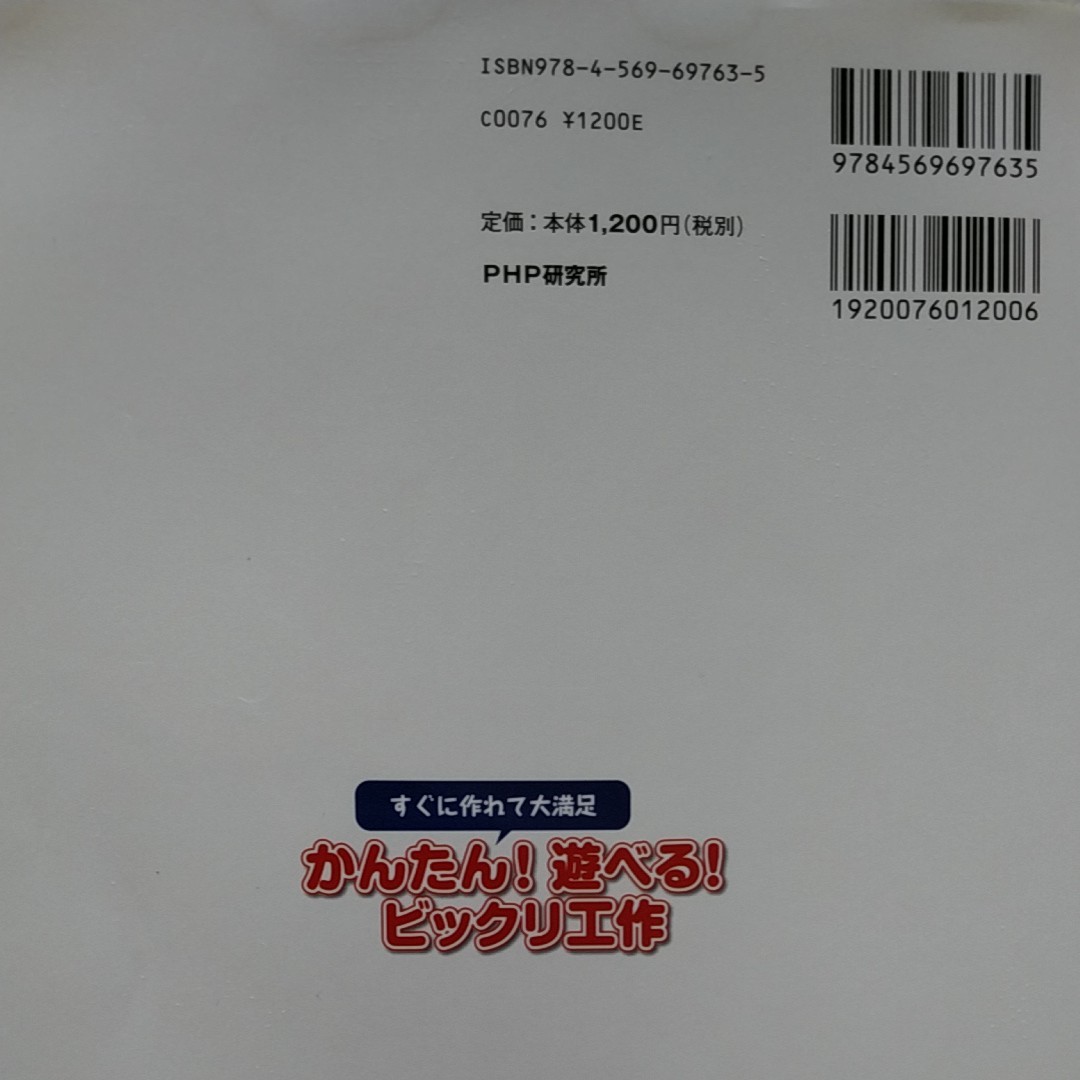 ISBN978-4-569-69763-5
C0076 ¥1200E
9784569697635
定価：本体1,200円(税別)
PHP研究所
1920076012006
すぐに作れて大満足
かんたん！遊べる！
ビックリ工作